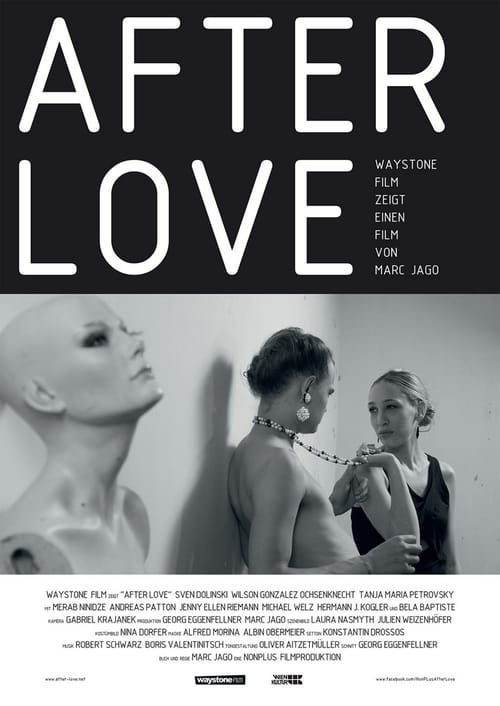 AFTER
LOVE
WAYSTONE
FILM
ZEIGT
EINEN
FILM
VON
MARC JAGO
WAYSTONE FILM ZEIGT "AFTER LOVE" SVEN DOLINSKI WILSON GONZALEZ OCHSENKNECHT TANJA MARIA PETROVSKY
MIT MERAB NINIDZE ANDREAS PATTON JENNY ELLEN RIEMANN MICHAEL WELZ HERMANN J. KOGLER UND BELA BAPTISTE
KAMERA GABRIEL KRAJANEK PRODUKTION GEORG EGGENFELLNER MARC JAGO SZENENBILD LAURA NASMYTH JULIEN WEIZENHÖFER
KOSTÜMBILD NINA DORFER MASKE ALFRED MORINA ALBIN OBERMEIER SETTON KONSTANTIN DROSSOS
MUSIK ROBERT SCHWARZ BORIS VALENTINITSCH TONGESTALTUNG OLIVER AITZETMÜLLER SCHNITT GEORG EGGENFELLNER
BUCH UND REGIE MARC JAGO EINE NONPLUS FILMPRODUKTION
www.after-love.net
waystone FILM
WIEN KULTUR
www.facebook.com/NonPlusAfterLove